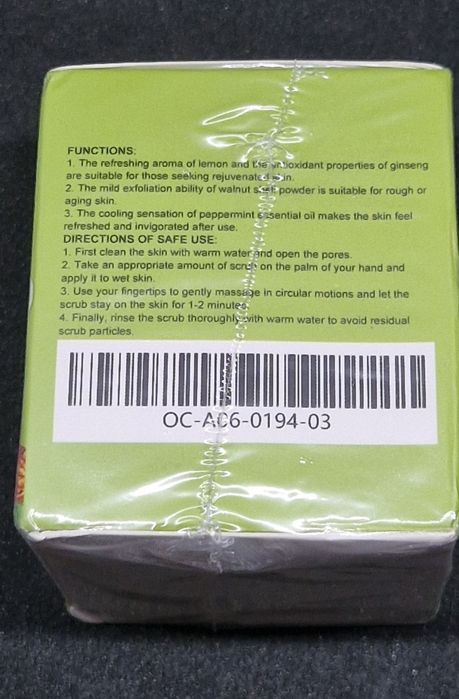 FUNCTIONS:
1. The refreshing aroma of lemon and the antioxidant properties of ginseng
are suitable for those seeking rejuvenated skin.
2. The mild exfoliation ability of walnut shell powder is suitable for rough or
aging skin.
3. The cooling sensation of peppermint essential oil makes the skin feel
refreshed and invigorated after use.
DIRECTIONS OF SAFE USE:
1. First clean the skin with warm water and open the pores.
2. Take an appropriate amount of scrub on the palm of your hand and
apply it to wet skin.
3. Use your fingertips to gently massage in circular motions and let the
scrub stay on the skin for 1-2 minutes.
4. Finally, rinse the scrub thoroughly with warm water to avoid residual
scrub particles.
OC-A06-0194-03